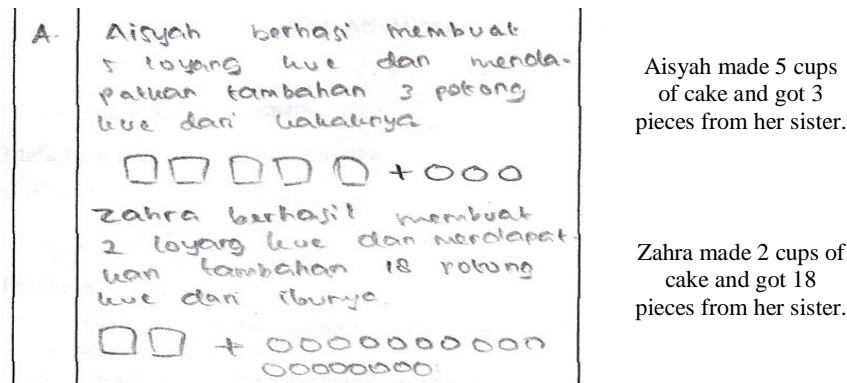 A. Aisyah berhasi membuat
5 loyang kue dan menda-
patkan tambahan 3 potong
kue dari kakaknya
+
Zahra berhasil membuat
2 loyang kue dan mendapat
kan tambahan 18 potong
kue dari ibunya.
+
Aisyah made 5 cups
of cake and got 3
pieces from her sister.
Zahra made 2 cups of
cake and got 18
pieces from her sister.